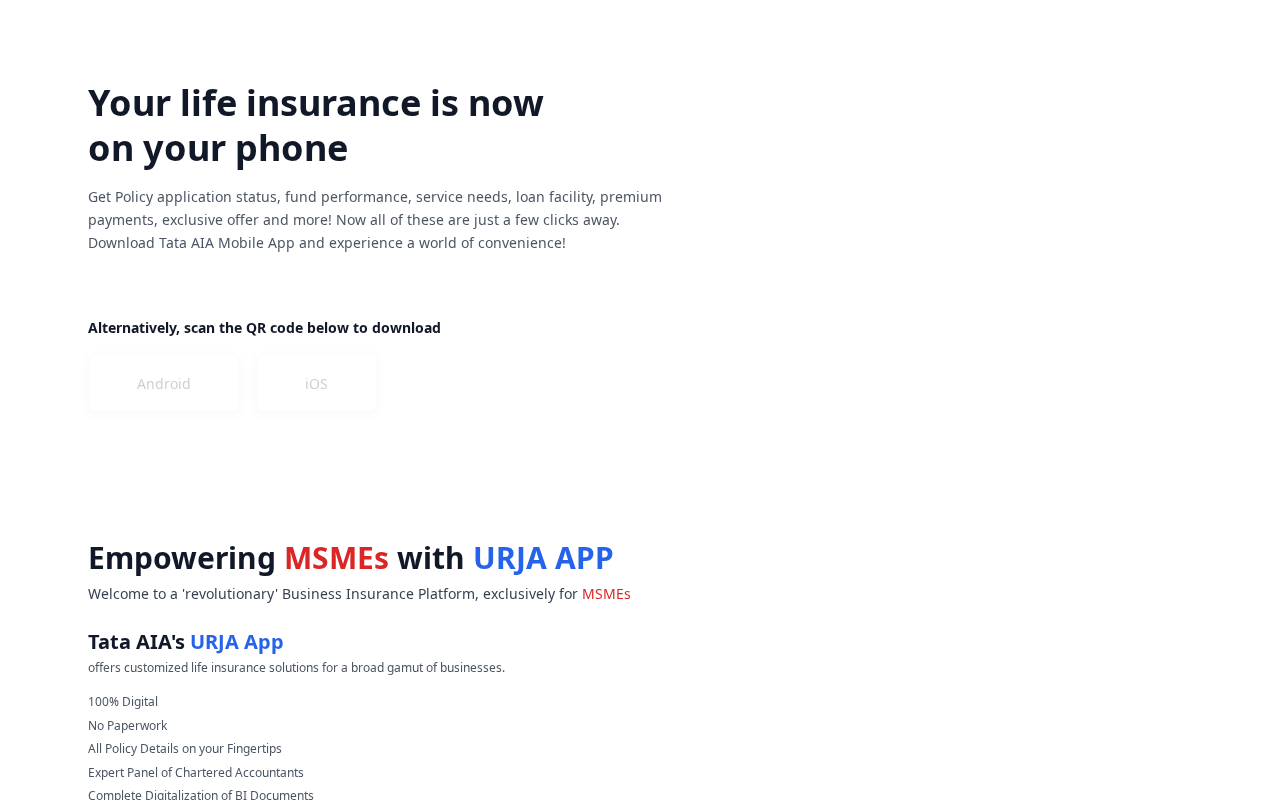 Your life insurance is now
on your phone
Get Policy application status, fund performance, service needs, loan facility, premium
payments, exclusive offer and more! Now all of these are just a few clicks away.
Download Tata AIA Mobile App and experience a world of convenience!
Alternatively, scan the QR code below to download
Android
iOS
Empowering MSMEs with URJA APP
Welcome to a 'revolutionary' Business Insurance Platform, exclusively for MSMEs
Tata AIA's URJA App
offers customized life insurance solutions for a broad gamut of businesses.
100% Digital
No Paperwork
All Policy Details on your Fingertips
Expert Panel of Chartered Accountants
Complete Digitalization of BI Documents